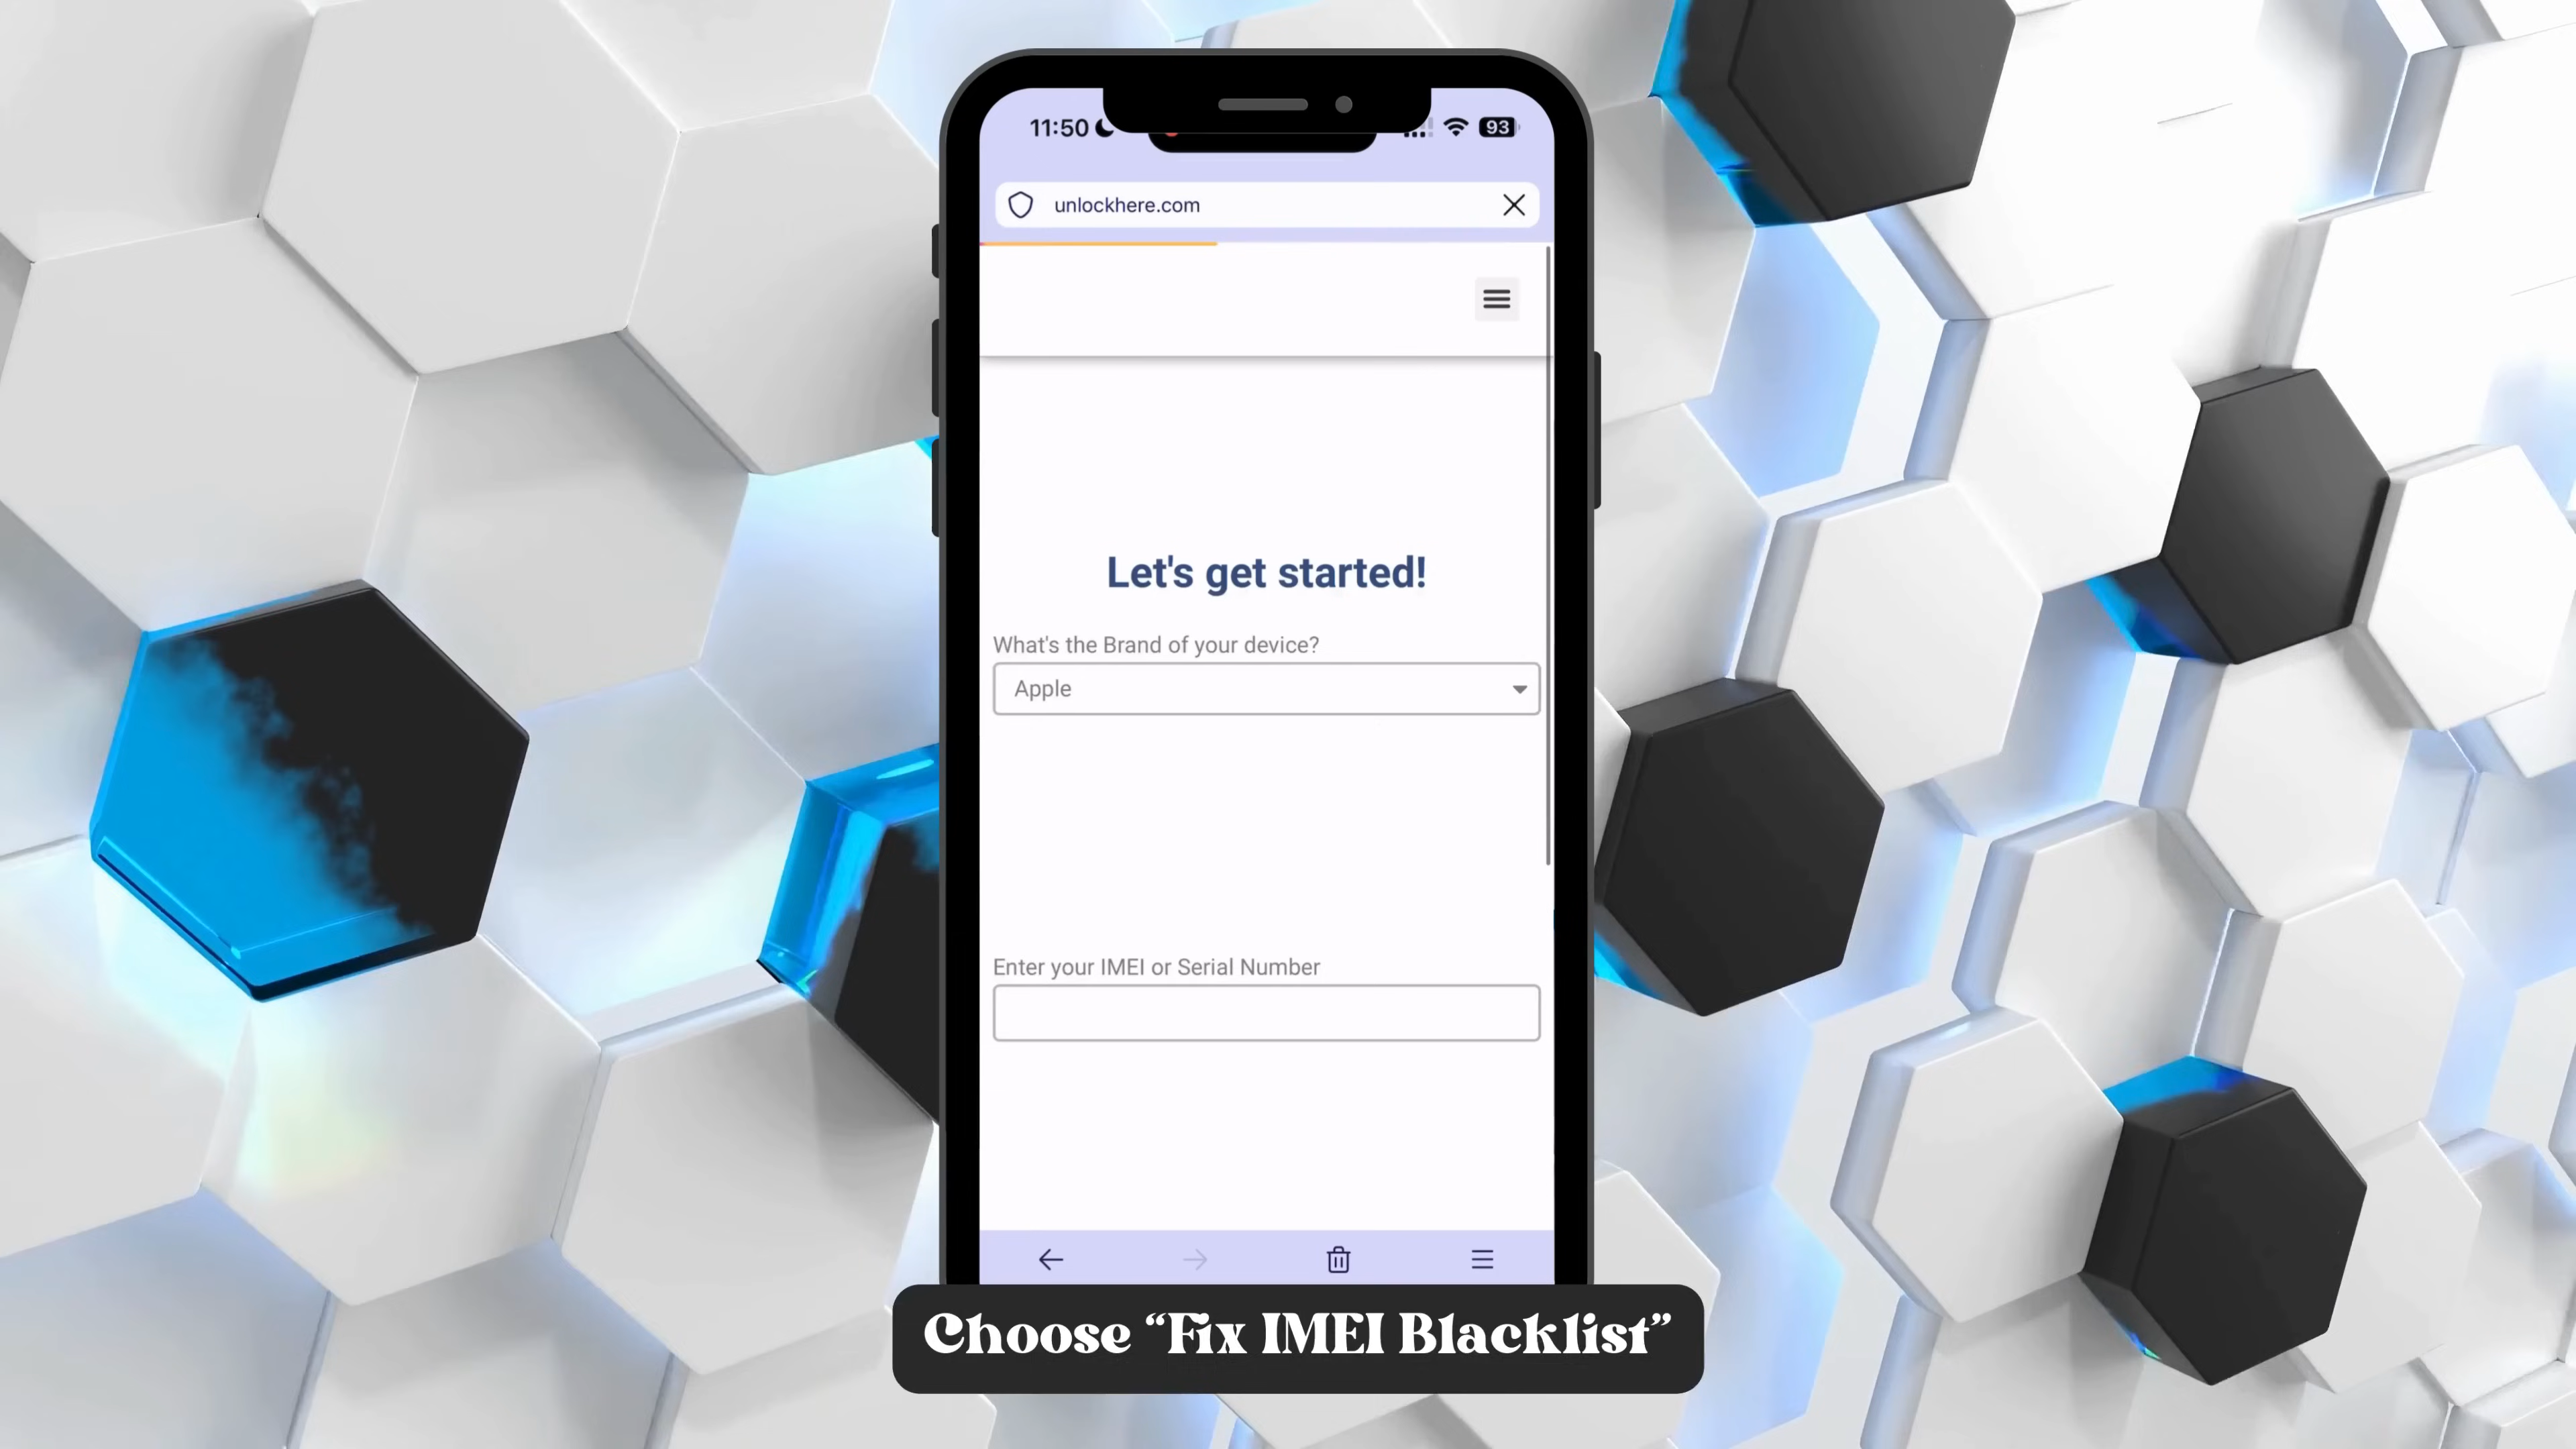 11:50
93
unlockhere.com
Let's get started!
What's the Brand of your device?
Apple
Enter your IMEI or Serial Number
Choose “Fix IMEI Blacklist”